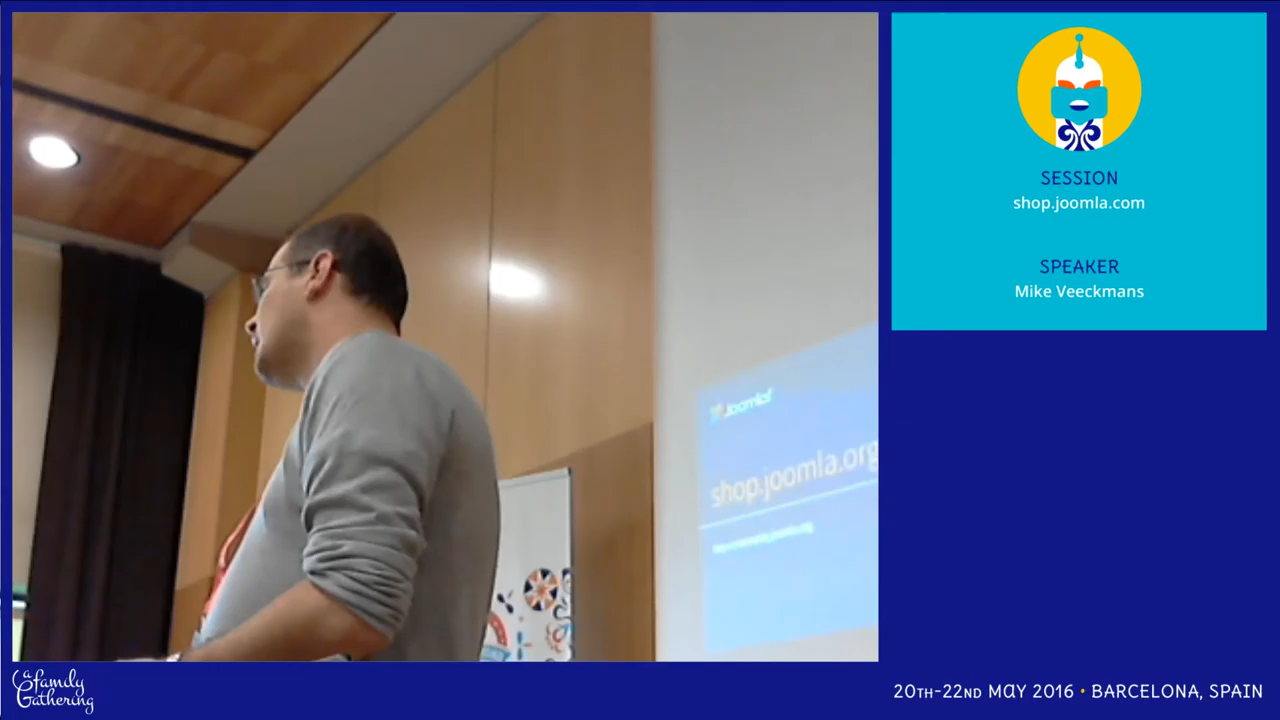 SESSION
shop.joomla.com
SPEAKER
Mike Veeckmans
Joomla!
shop.joomla.org
a family
Gathering
20TH-22ND MAY 2016 • BARCELONA, SPAIN